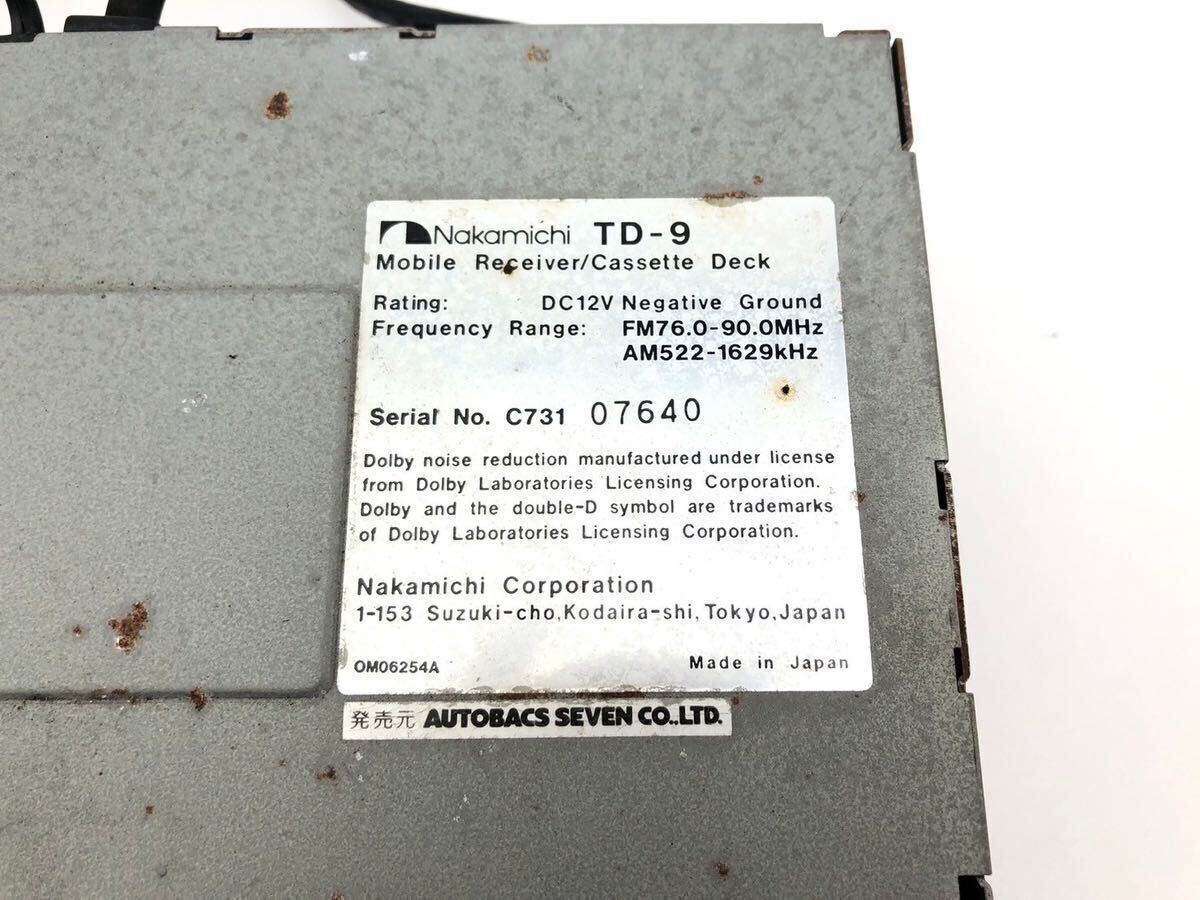 Nakamichi TD-9
Mobile Receiver/Cassette Deck
Rating: DC12V Negative Ground
Frequency Range: FM76.0-90.0MHz
AM522-1629kHz
Serial No. C731 07640
Dolby noise reduction manufactured under license
from Dolby Laboratories Licensing Corporation.
Dolby and the double-D symbol are trademarks
of Dolby Laboratories Licensing Corporation.
Nakamichi Corporation
1-153 Suzuki-cho,Kodaira-shi,Tokyo,Japan
OM06254A Made in Japan
発売元 AUTOBACS SEVEN CO.,LTD.